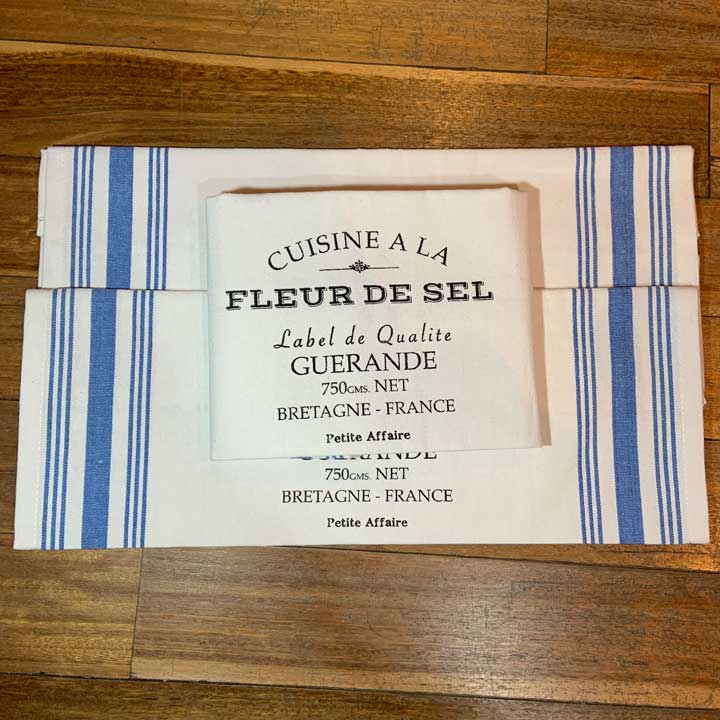 CUISINE A LA
FLEUR DE SEL
Label de Qualite
GUERANDE
750GMS. NET
BRETAGNE - FRANCE
Petite Affaire
GUERANDE
750GMS. NET
BRETAGNE - FRANCE
Petite Affaire